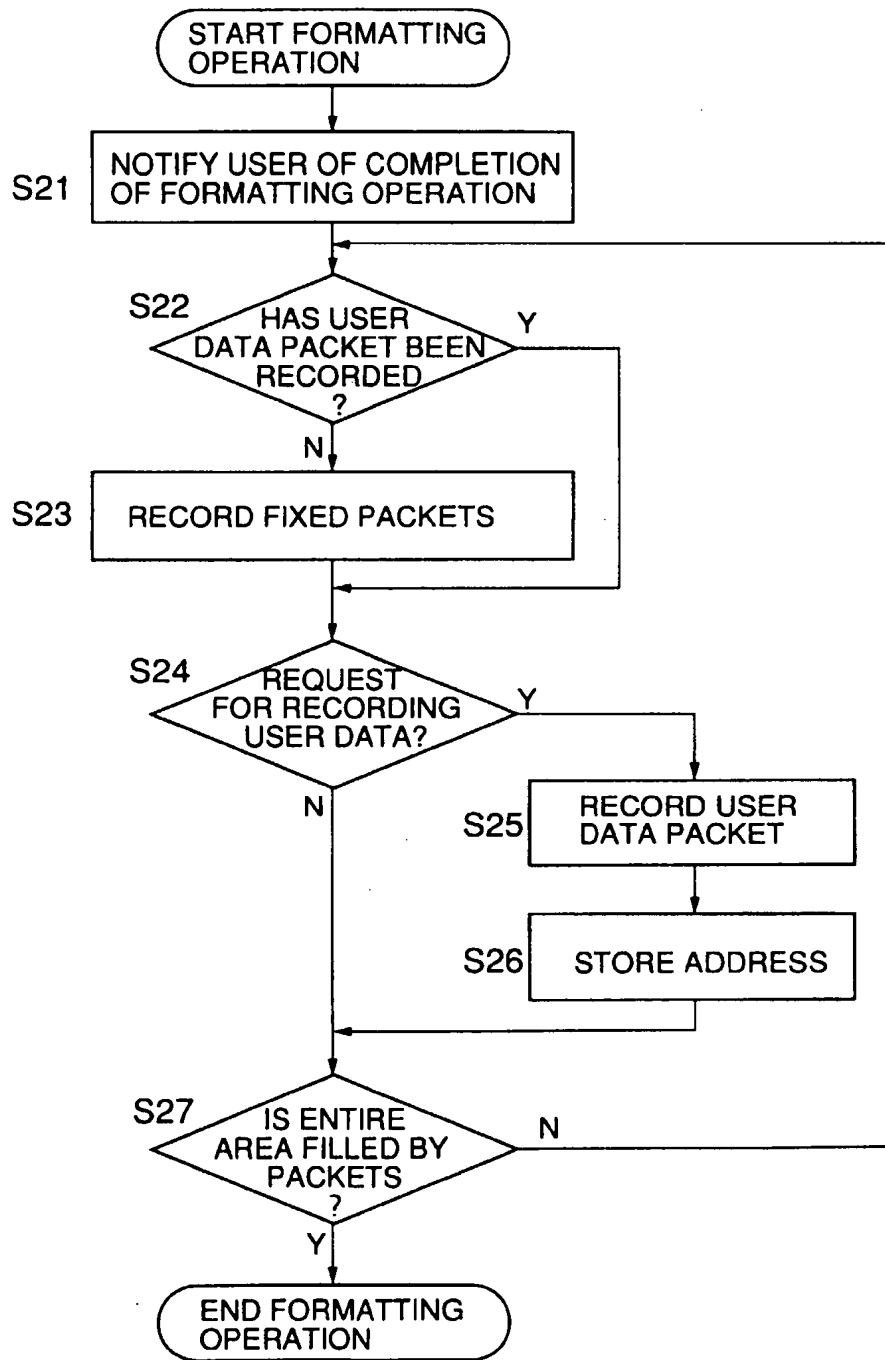 START FORMATTING
OPERATION
S21
NOTIFY USER OF COMPLETION
OF FORMATTING OPERATION
S22
HAS USER
DATA PACKET BEEN
RECORDED
?
Y
N
S23
RECORD FIXED PACKETS
S24
REQUEST
FOR RECORDING
USER DATA?
Y
N
S25
RECORD USER
DATA PACKET
S26
STORE ADDRESS
S27
IS ENTIRE
AREA FILLED BY
PACKETS
?
N
Y
END FORMATTING
OPERATION